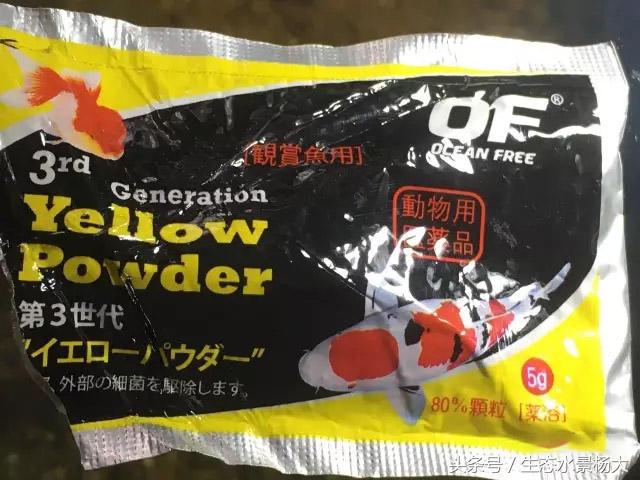 OF®
OCEAN FREE
[観賞魚用]
3rd
Generation
Yellow
Powder
動物用
薬品
第3世代
"イエローパウダー"
外部の細菌を駆除します。
5g
80%顆粒 [薬浴]
头条号 / 生态水景杨大